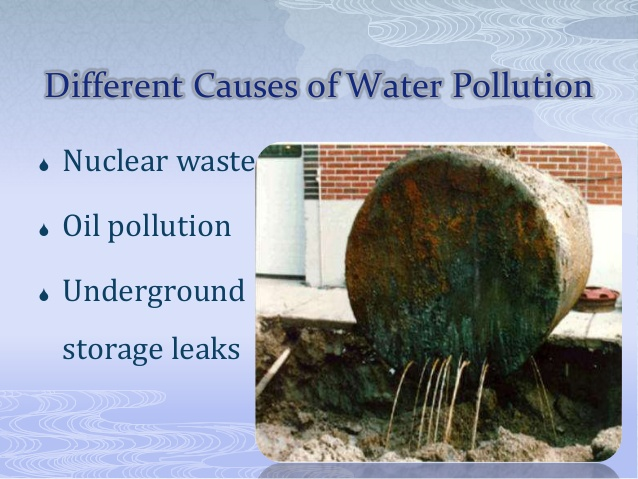 Different Causes of Water Pollution
Nuclear waste
Oil pollution
Underground
storage leaks